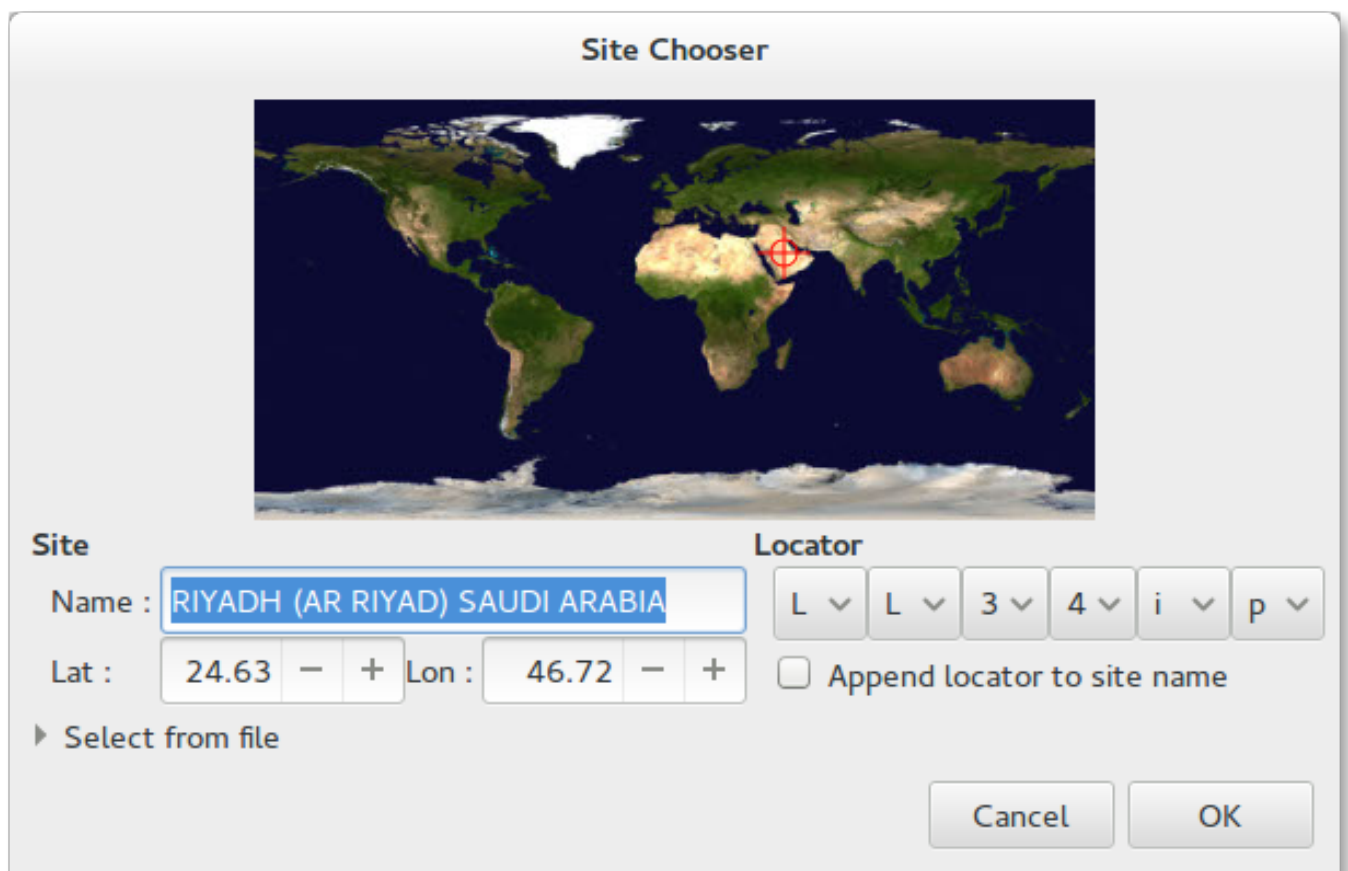 Site Chooser
Site
Locator
Name : RIYADH (AR RIYAD) SAUDI ARABIA
L L 3 4 i p
Lat : 24.63 − + Lon : 46.72 − +
Append locator to site name
Select from file
Cancel OK